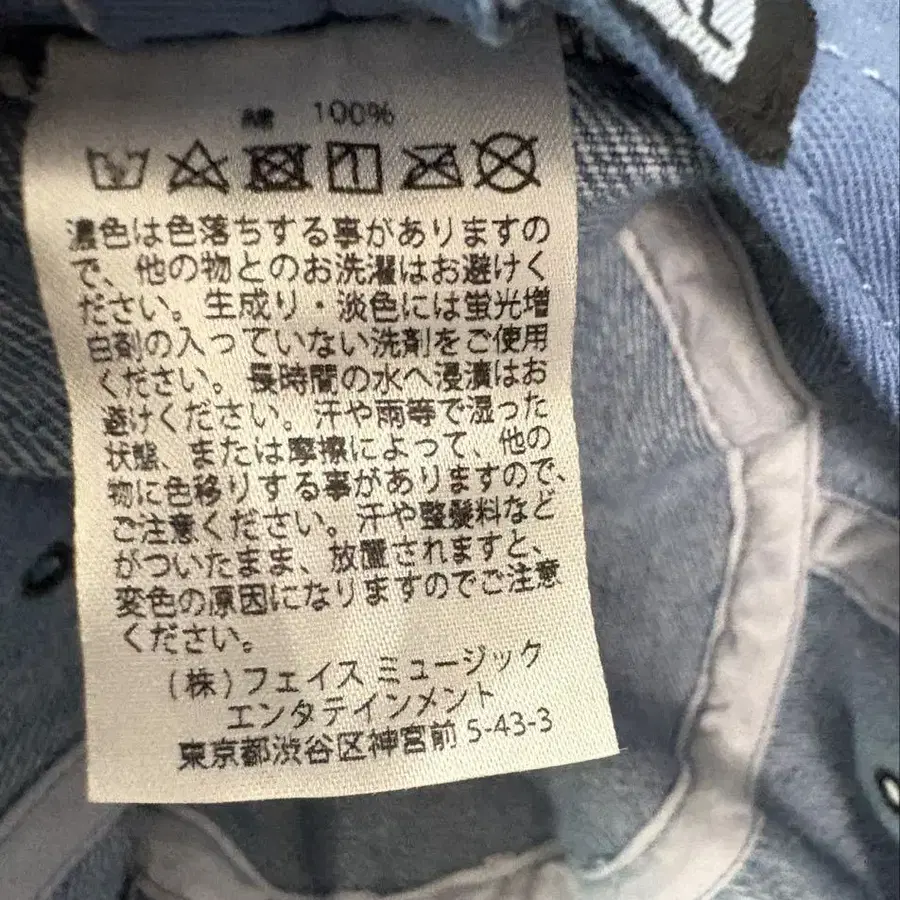 綿 100%
濃色は色落ちする事がありますの
で、他の物とのお洗濯はお避けく
ださい。生成り・淡色には蛍光増
白剤の入っていない洗剤をご使用
ください。長時間の水へ浸漬はお
避けください。汗や雨等で湿った
状態、または摩擦によって、他の
物に色移りする事がありますので、
ご注意ください。汗や整髪料など
がついたまま、放置されますと、
変色の原因になりますのでご注意
ください。
(株)フェイス ミュージック
エンタテインメント
東京都渋谷区神宮前 5-43-3